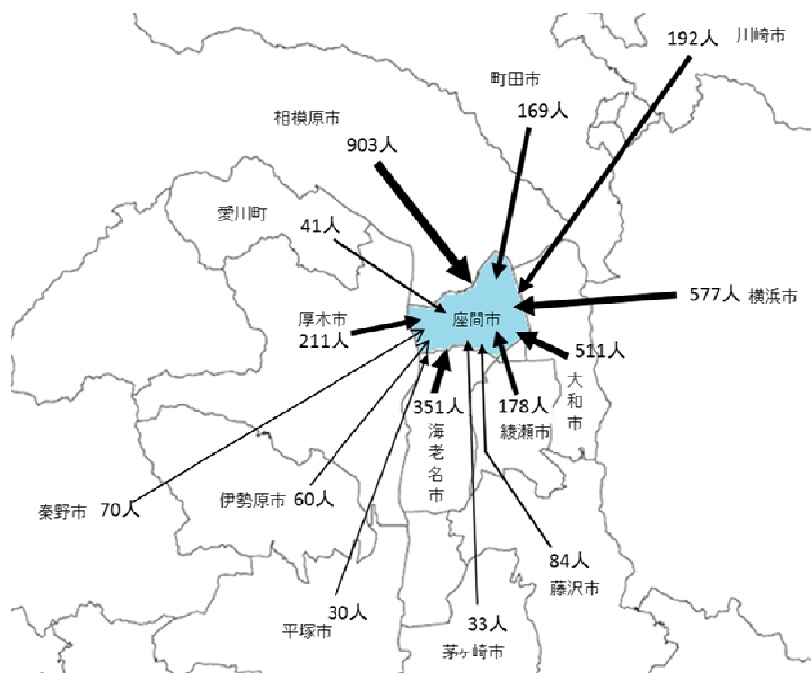 192人
川崎市
町田市
169人
相模原市
903人
愛川町
41人
577人 横浜市
座間市
厚木市
211人
511人
大和市
351人
海老名市
178人
綾瀬市
秦野市 70人
伊勢原市 60人
84人
藤沢市
30人
平塚市
33人
茅ヶ崎市